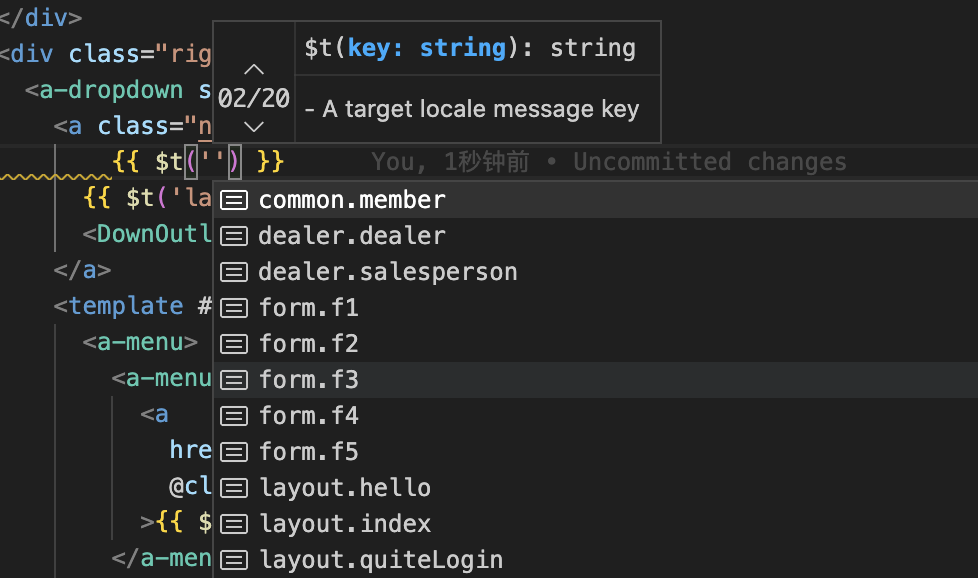 </div>
<div class="rig
$t(key: string): string
<a-dropdown s
02/20
- A target locale message key
<a class="n
{{ $t('') }} You, 1秒钟前 • Uncommitted changes
{{ $t('la
common.member
<DownOutl
dealer.dealer
</a>
dealer.salesperson
<template #
form.f1
<a-menu>
form.f2
<a-menu
form.f3
<a
form.f4
hre
form.f5
@cl
layout.hello
>{{ $
layout.index
</a-men
layout.quiteLogin